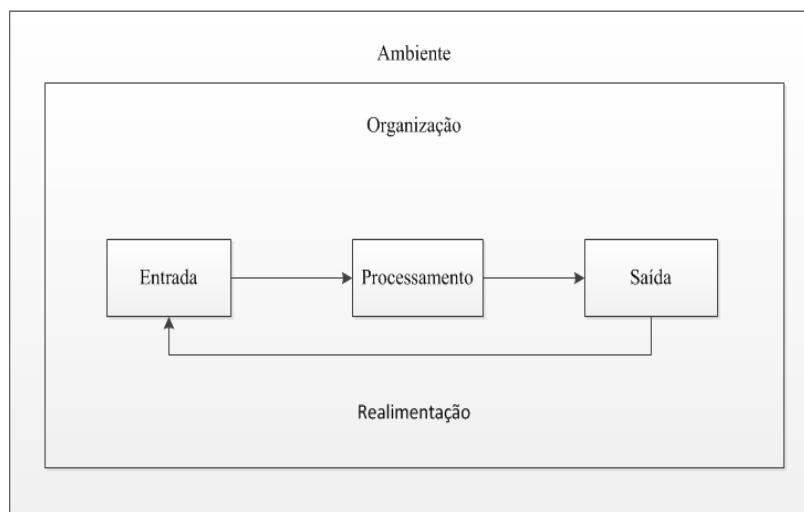 Ambiente
Organização
Entrada
Processamento
Saída
Realimentação